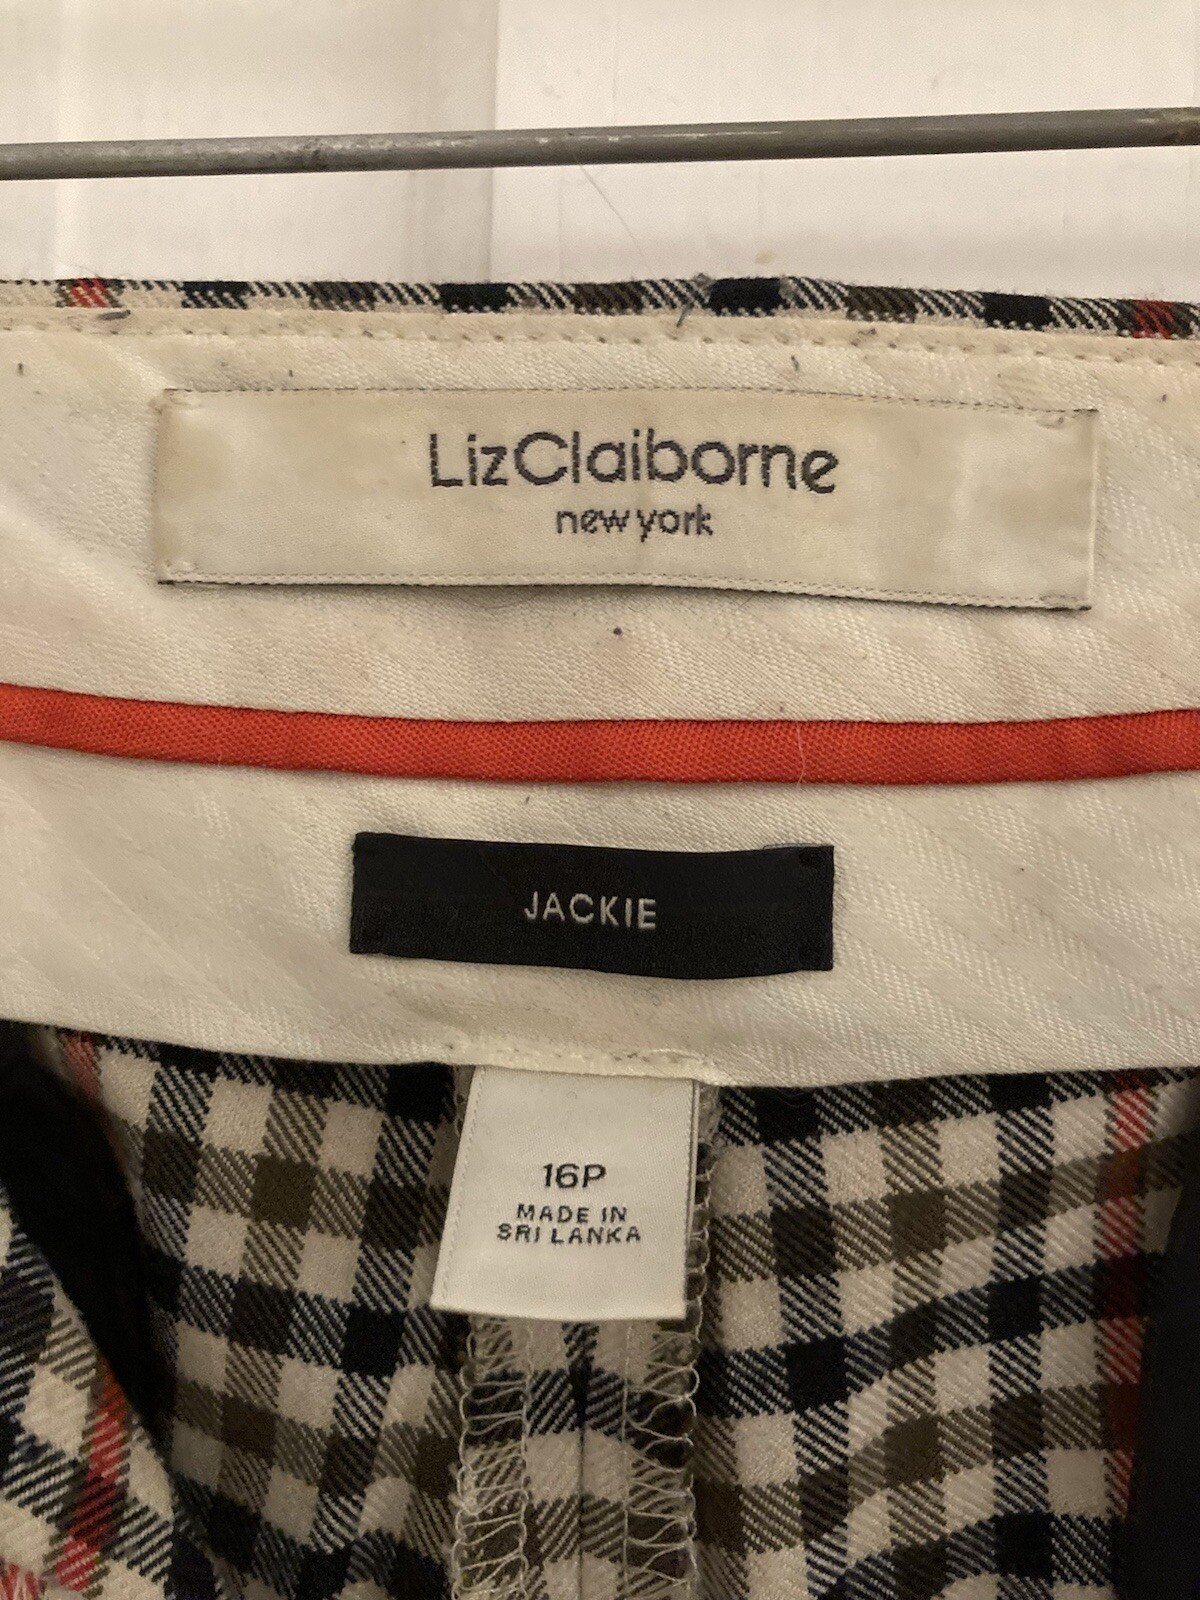 LizClaiborne
new york
JACKIE
16P
MADE IN
SRI LANKA